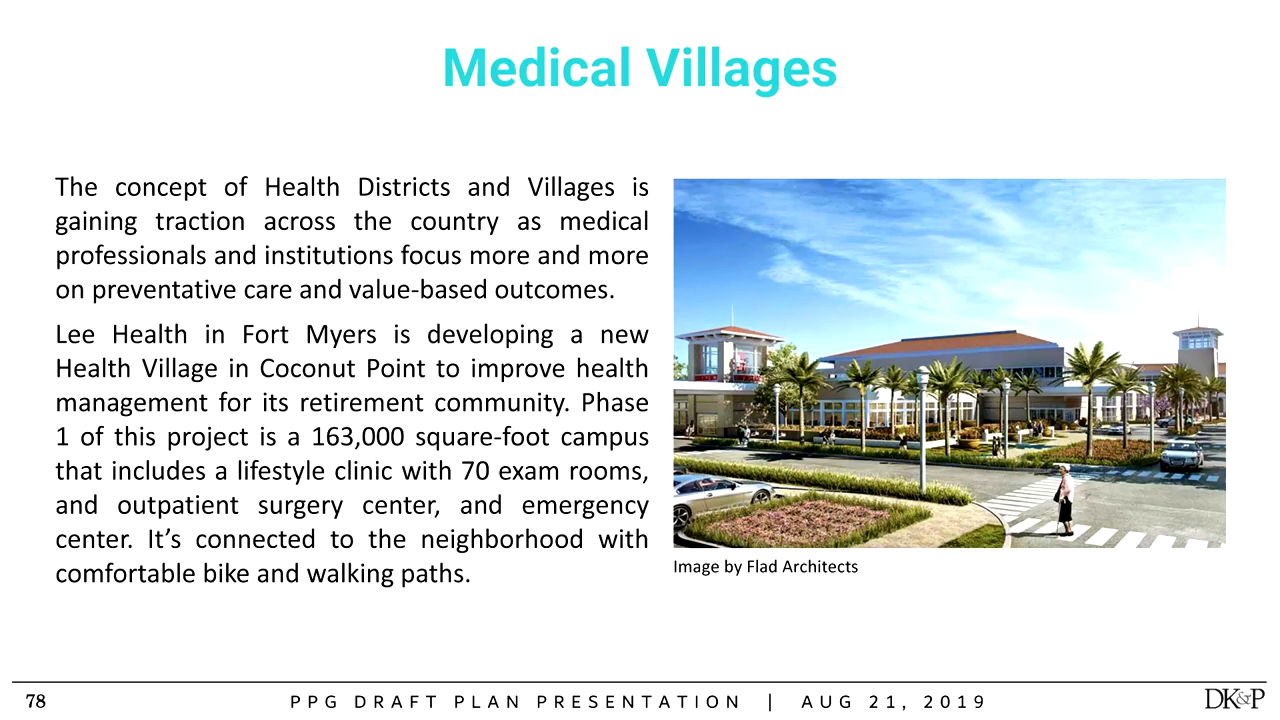 Medical Villages
The concept of Health Districts and Villages is
gaining traction across the country as medical
professionals and institutions focus more and more
on preventative care and value-based outcomes.
Lee Health in Fort Myers is developing a new
Health Village in Coconut Point to improve health
management for its retirement community. Phase
1 of this project is a 163,000 square-foot campus
that includes a lifestyle clinic with 70 exam rooms,
and outpatient surgery center, and emergency
center. It’s connected to the neighborhood with
comfortable bike and walking paths.
Image by Flad Architects
78
PPG DRAFT PLAN PRESENTATION | AUG 21, 2019
DK&P